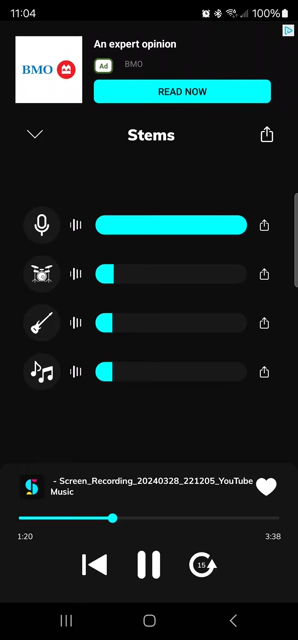 11:04
100%
An expert opinion
BMO
Ad
BMO
READ NOW
Stems
- Screen_Recording_20240328_221205_YouTube
Music
1:20
3:38
15